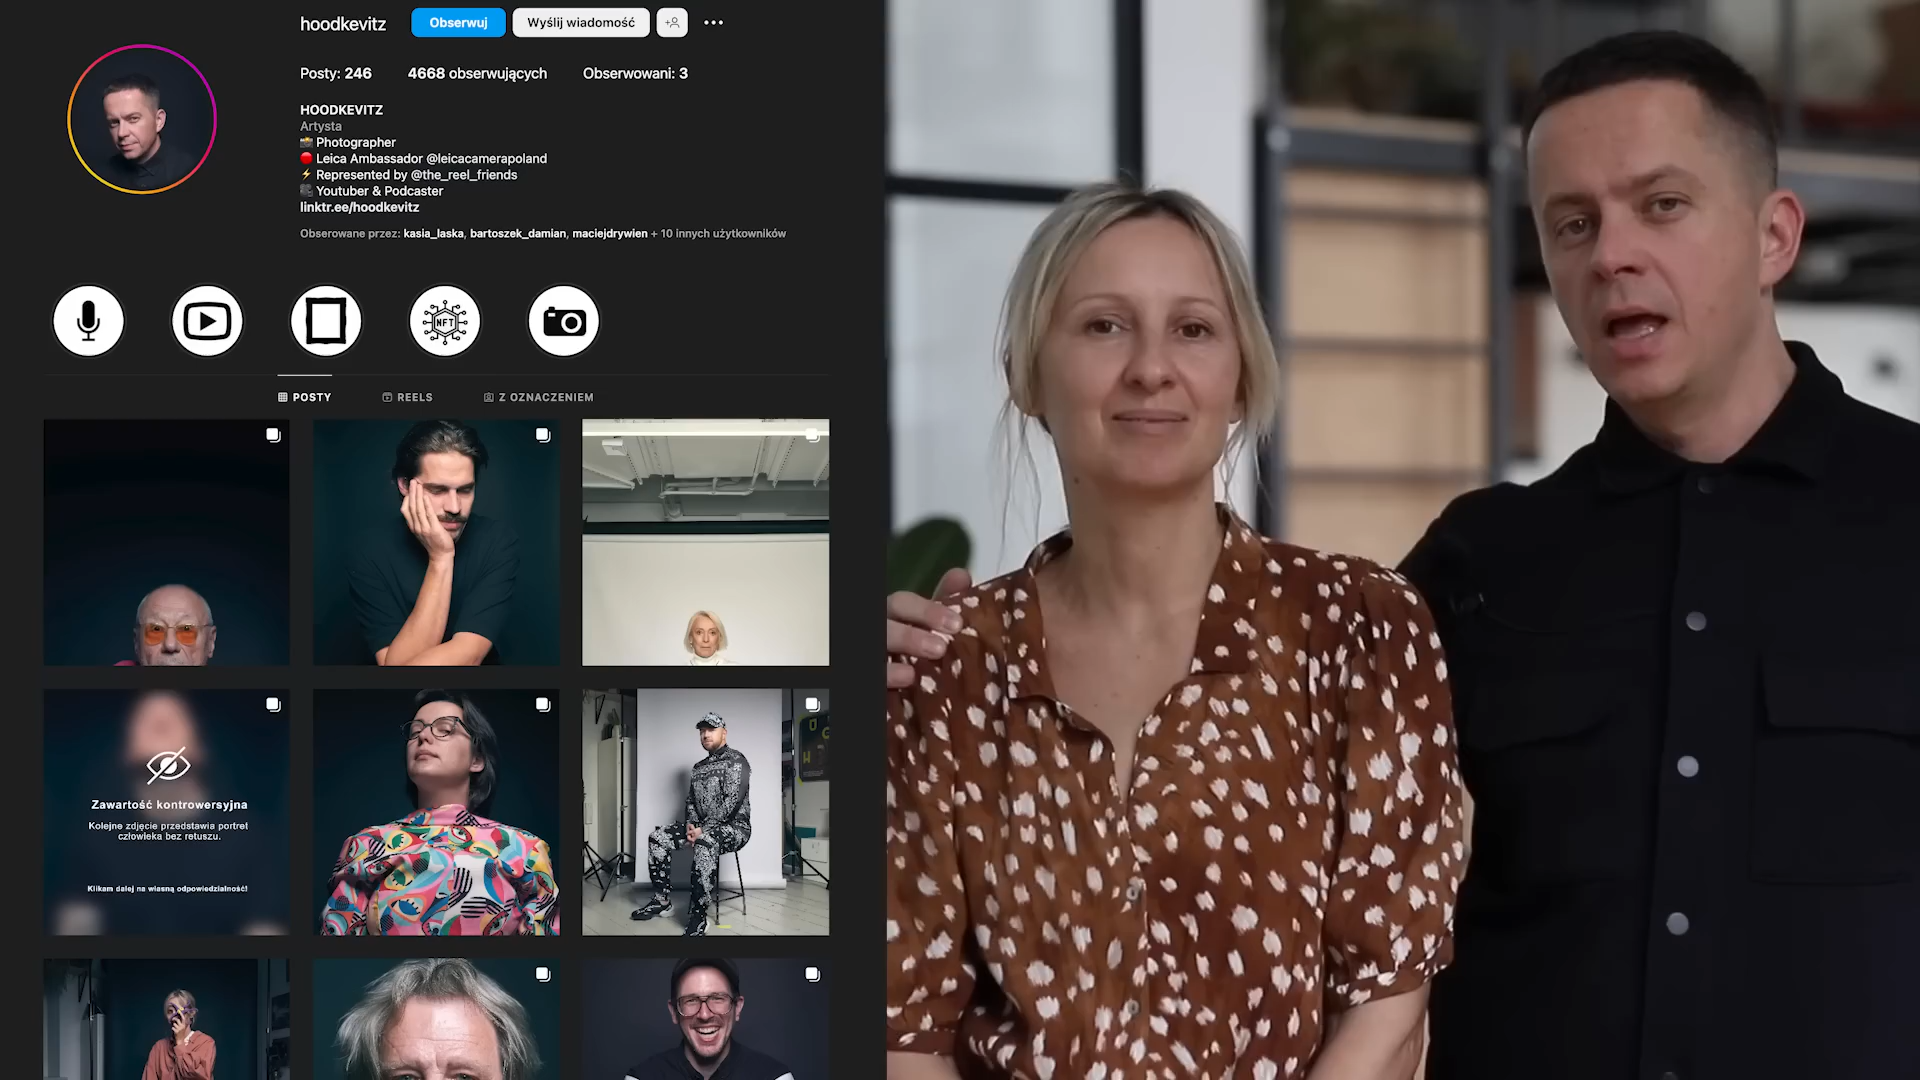 hoodkevitz Obserwuj Wyślij wiadomość
Posty: 246 4668 obserwujących Obserwowani: 3
HOODKEVITZ
Artysta
📸 Photographer
🔴 Leica Ambassador @leicacamerapoland
⚡ Represented by @the_reel_friends
Youtuber & Podcaster
linktr.ee/hoodkevitz
Obserowane przez: kasia_laska, bartoszek_damian, maciejdrywien + 10 innych użytkowników
NFT
POSTY REELS Z OZNACZENIEM
Zawartość kontrowersyjna
Kolejne zdjęcie przedstawia portret
człowieka bez retuszu.
Klikam dalej na własną odpowiedzialność!